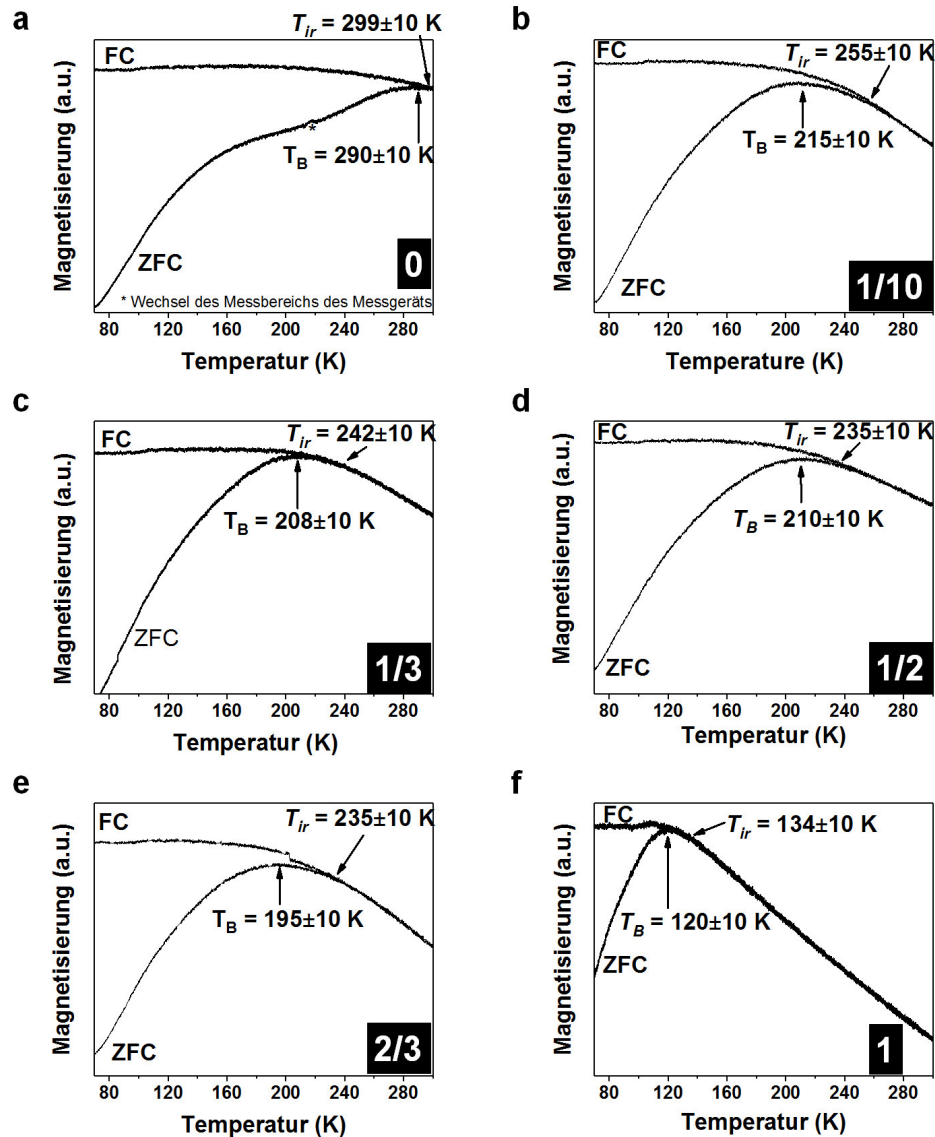 a
T_ir = 299±10 K
FC
T_B = 290±10 K
*
ZFC
0
* Wechsel des Messbereichs des Messgeräts
80 120 160 200 240 280
Temperatur (K)
Magnetisierung (a.u.)
b
FC
T_ir = 255±10 K
T_B = 215±10 K
ZFC
1/10
80 120 160 200 240 280
Temperature (K)
Magnetisierung (a.u.)
c
FC
T_ir = 242±10 K
T_B = 208±10 K
ZFC
1/3
80 120 160 200 240 280
Temperatur (K)
Magnetisierung (a.u.)
d
FC
T_ir = 235±10 K
T_B = 210±10 K
ZFC
1/2
80 120 160 200 240 280
Temperatur (K)
Magnetisierung (a.u.)
e
FC
T_ir = 235±10 K
T_B = 195±10 K
ZFC
2/3
80 120 160 200 240 280
Temperatur (K)
Magnetisierung (a.u.)
f
FC
T_ir = 134±10 K
T_B = 120±10 K
ZFC
1
80 120 160 200 240 280
Temperatur (K)
Magnetisierung (a.u.)